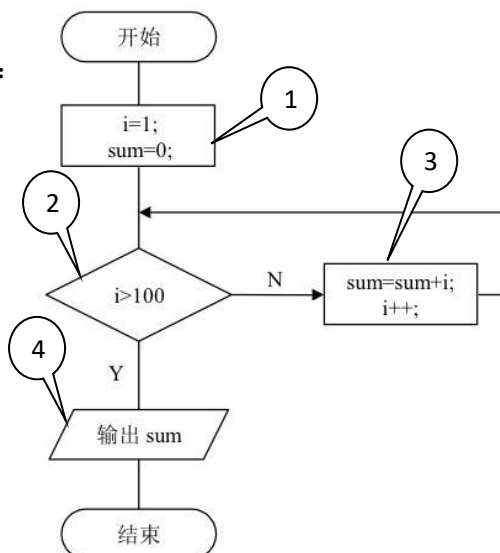 开始
:
1
i=1;
sum=0;
3
2
i>100
N
sum=sum+i;
i++;
4
Y
输出 sum
结束